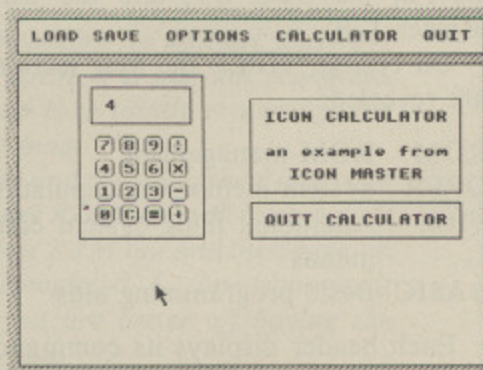 LOAD SAVE OPTIONS CALCULATOR QUIT
4
ICON CALCULATOR
an example from
ICON MASTER
7 8 9 ÷
4 5 6 X
1 2 3 -
0 C = +
QUIT CALCULATOR